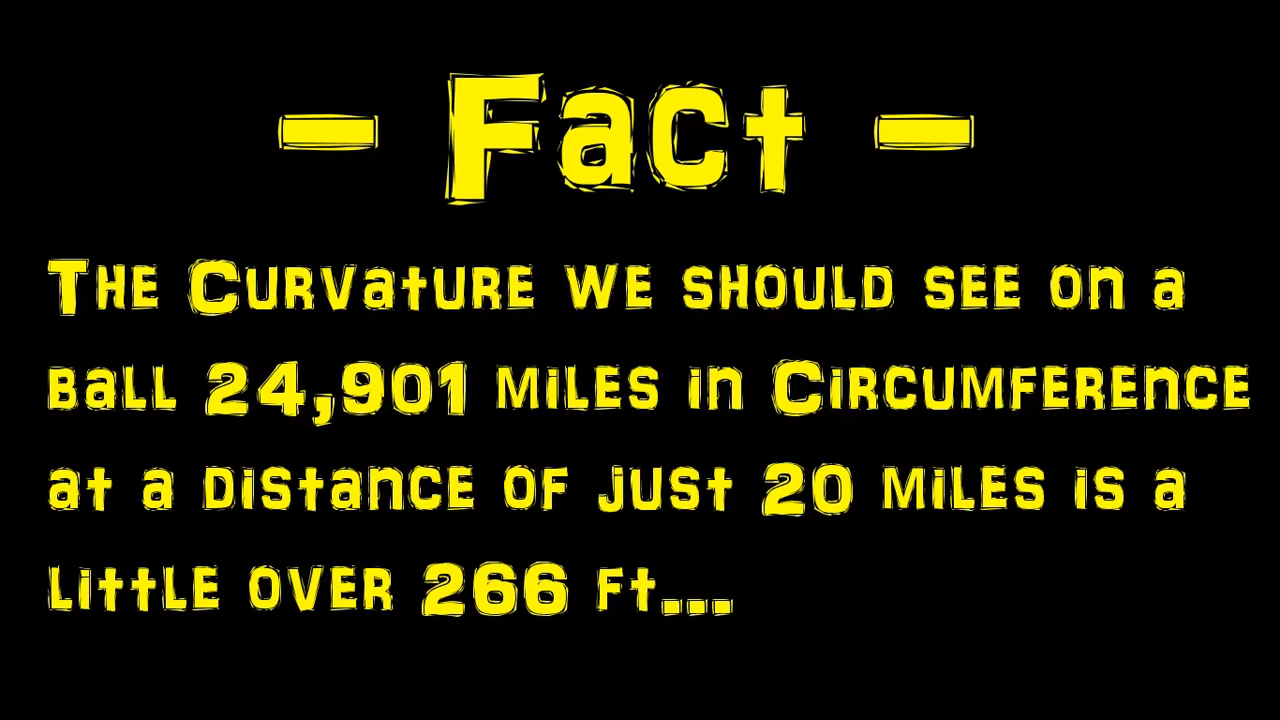 - Fact -
The Curvature we should see on a
ball 24,901 miles in Circumference
at a distance of just 20 miles is a
little over 266 ft...